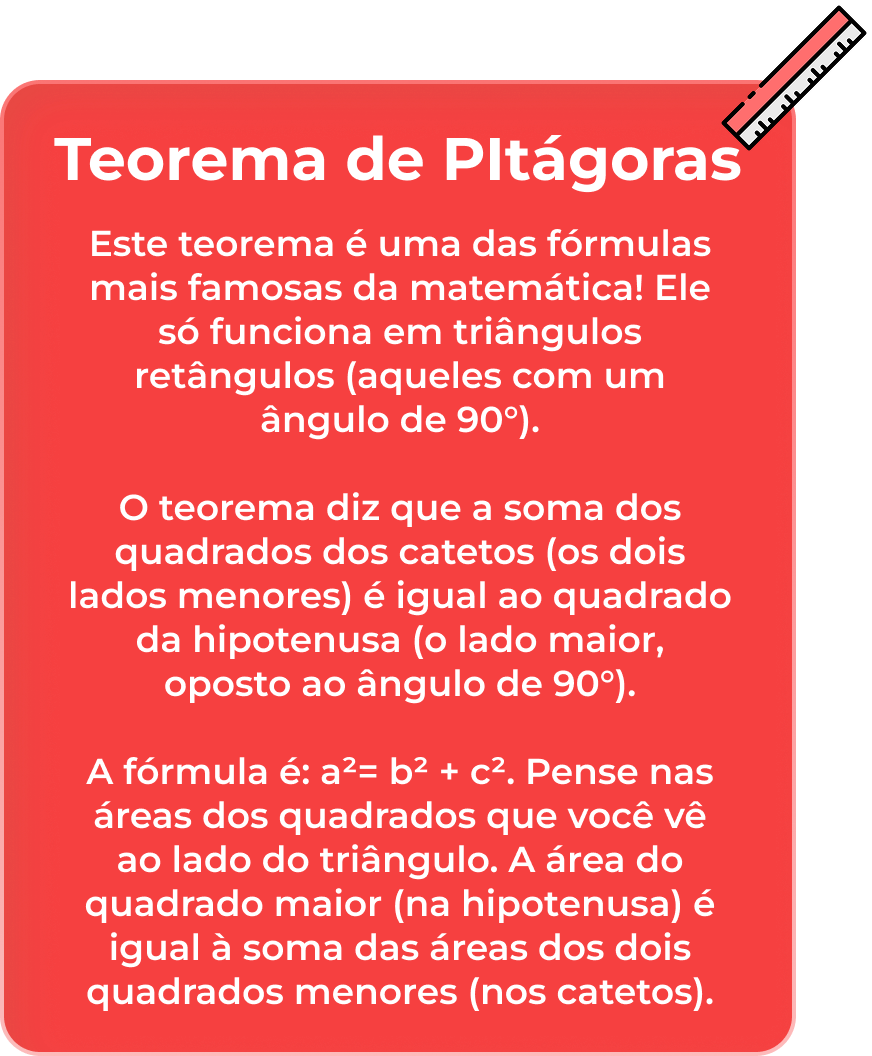 Teorema de PItágoras
Este teorema é uma das fórmulas
mais famosas da matemática! Ele
só funciona em triângulos
retângulos (aqueles com um
ângulo de 90°).
O teorema diz que a soma dos
quadrados dos catetos (os dois
lados menores) é igual ao quadrado
da hipotenusa (o lado maior,
oposto ao ângulo de 90°).
A fórmula é: a²= b² + c². Pense nas
áreas dos quadrados que você vê
ao lado do triângulo. A área do
quadrado maior (na hipotenusa) é
igual à soma das áreas dos dois
quadrados menores (nos catetos).